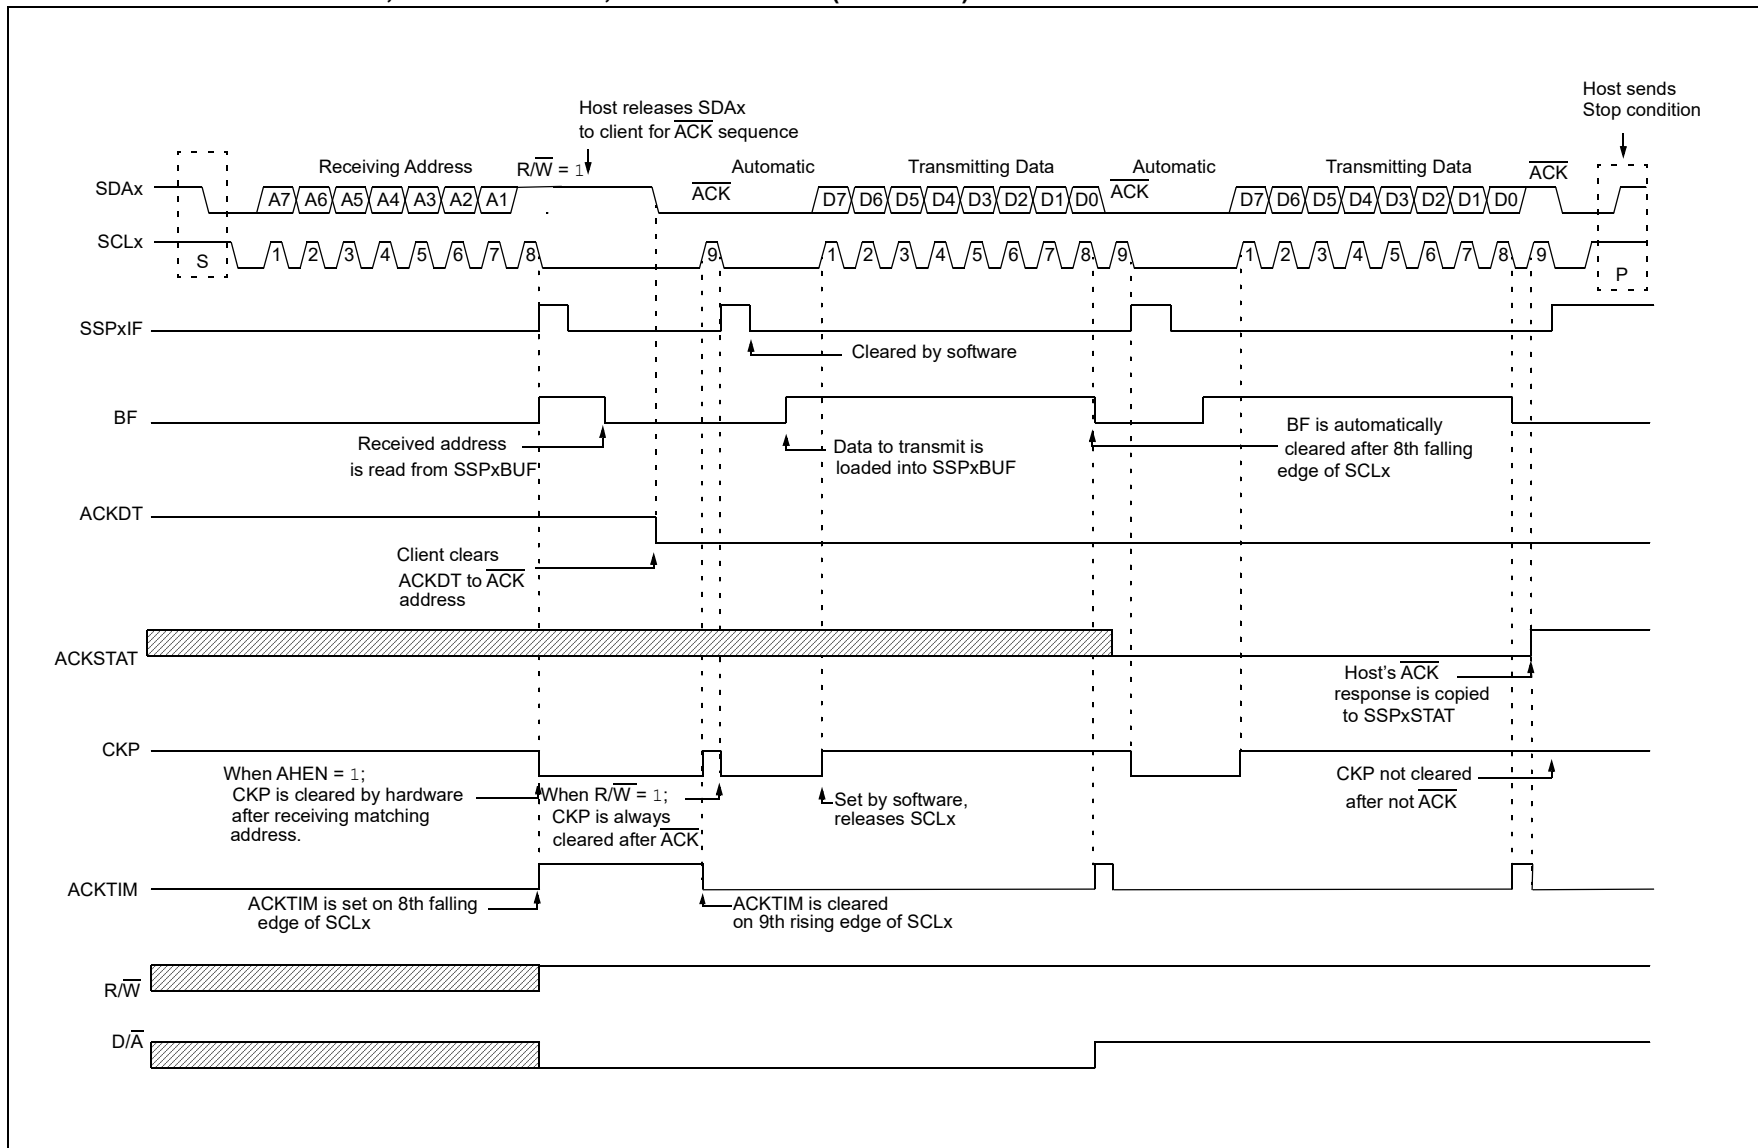 Host sends
Stop condition
Host releases SDAx
to client for ACK sequence
Receiving Address
R/W = 1
Automatic
Transmitting Data
Automatic
Transmitting Data
ACK
SDAx
A7 A6 A5 A4 A3 A2 A1
ACK
D7 D6 D5 D4 D3 D2 D1 D0
ACK
D7 D6 D5 D4 D3 D2 D1 D0
SCLx
S
1 2 3 4 5 6 7 8 9
1 2 3 4 5 6 7 8 9
1 2 3 4 5 6 7 8 9
P
SSPxIF
Cleared by software
BF
Received address
is read from SSPxBUF
Data to transmit is
loaded into SSPxBUF
BF is automatically
cleared after 8th falling
edge of SCLx
ACKDT
Client clears
ACKDT to ACK
address
ACKSTAT
Host's ACK
response is copied
to SSPxSTAT
CKP
When AHEN = 1;
CKP is cleared by hardware
after receiving matching
address.
When R/W = 1;
CKP is always
cleared after ACK
Set by software,
releases SCLx
CKP not cleared
after not ACK
ACKTIM
ACKTIM is set on 8th falling
edge of SCLx
ACKTIM is cleared
on 9th rising edge of SCLx
R/W
D/A